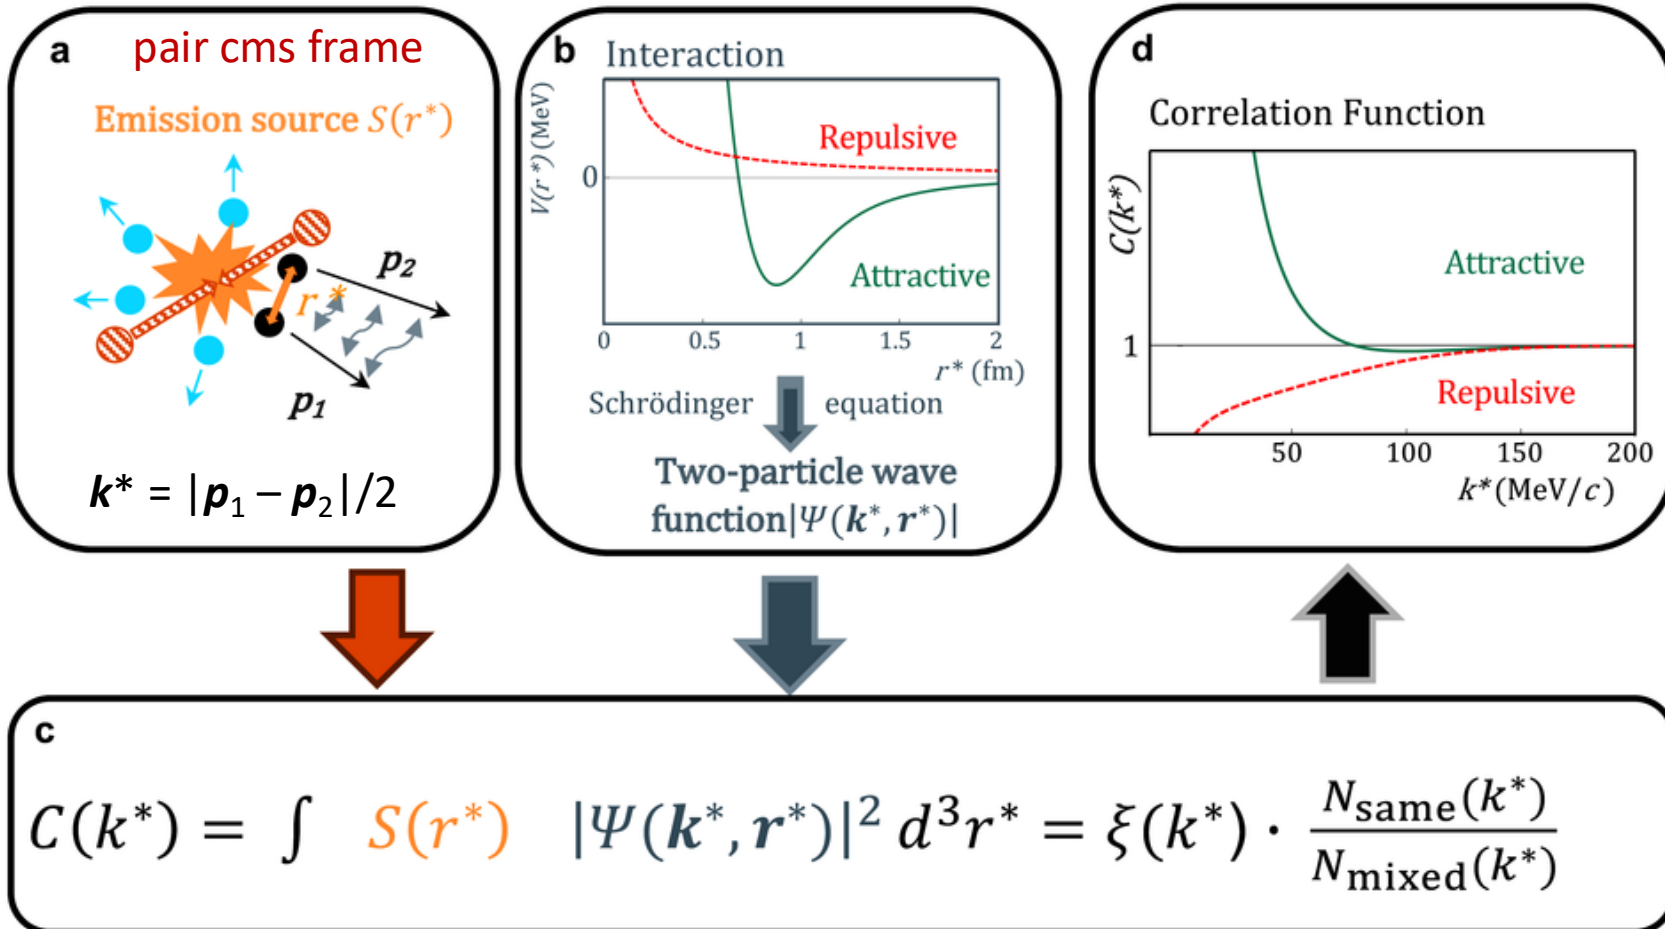 a
pair cms frame
Emission source S(r*)
r*
p₂
p₁
k* = |p₁ – p₂|/2
b
Interaction
V(r*)(MeV)
0
Repulsive
Attractive
0 0.5 1 1.5 2
r* (fm)
Schrödinger equation
Two-particle wave
function|Ψ(k*, r*)|
d
Correlation Function
C(k*)
1
Attractive
Repulsive
50 100 150 200
k*(MeV/c)
c
C(k*) = ∫ S(r*) |Ψ(k*, r*)|² d³r* = ξ(k*) · N_same(k*) / N_mixed(k*)